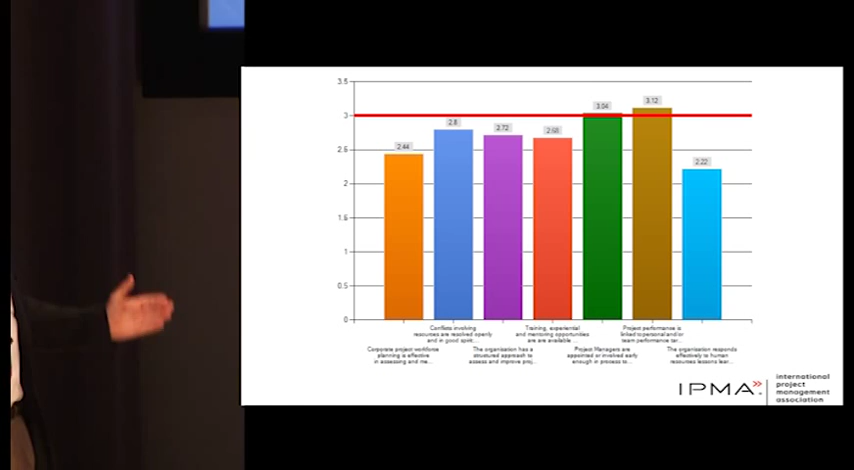 3.5
3
2.5
2
1.5
1
0.5
0
2.44
2.8
2.72
2.68
3.04
3.12
2.22
Corporate project workforce
planning is effective
in assessing and me...
Conflicts involving
resources are resolved openly
and in good spirit...
The organisation has a
structured approach to
assess and improve proj...
Training, experiential
and mentoring opportunities
are are available ...
Project Managers are
appointed or involved early
enough in process to...
Project performance is
linked to personal and/or
team performance tar...
The organisation responds
effectively to human
resources lessons lear...
IPMA
international
project
management
association